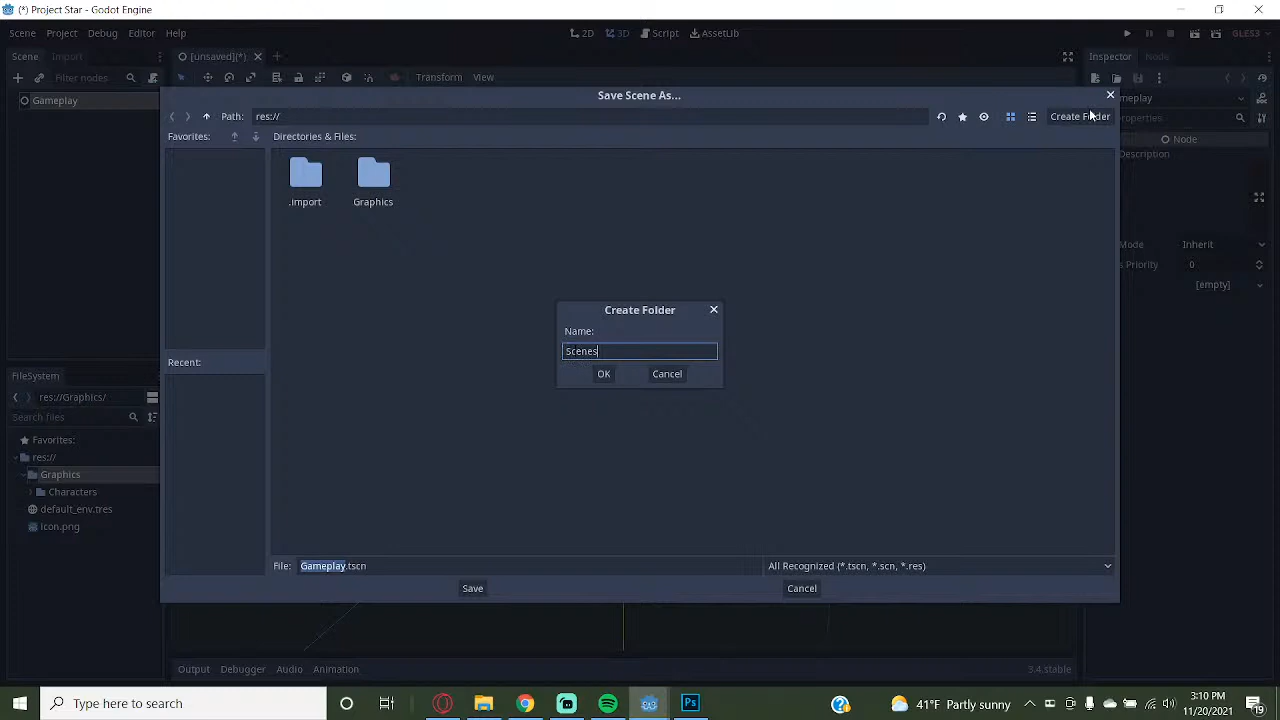 (*) Project Star - Godot Engine
Scene Project Debug Editor Help
2D 3D Script AssetLib
GLES3
Scene Import
[unsaved](*)
Inspector Node
Filter nodes
Transform View
Gameplay
Save Scene As...
Path: res://
Create Folder
Favorites:
Directories & Files:
Node
Description
.import
Graphics
Mode Inherit
Priority 0
[empty]
Create Folder
Name:
Scenes
OK Cancel
Recent:
FileSystem
res://Graphics/
Search files
Favorites:
res://
Graphics
Characters
default_env.tres
icon.png
File: Gameplay.tscn
All Recognized (*.tscn, *.scn, *.res)
Save Cancel
Output Debugger Audio Animation
3.4.stable
Type here to search
Ps
41°F Partly sunny
3:10 PM
11/20/2021
19